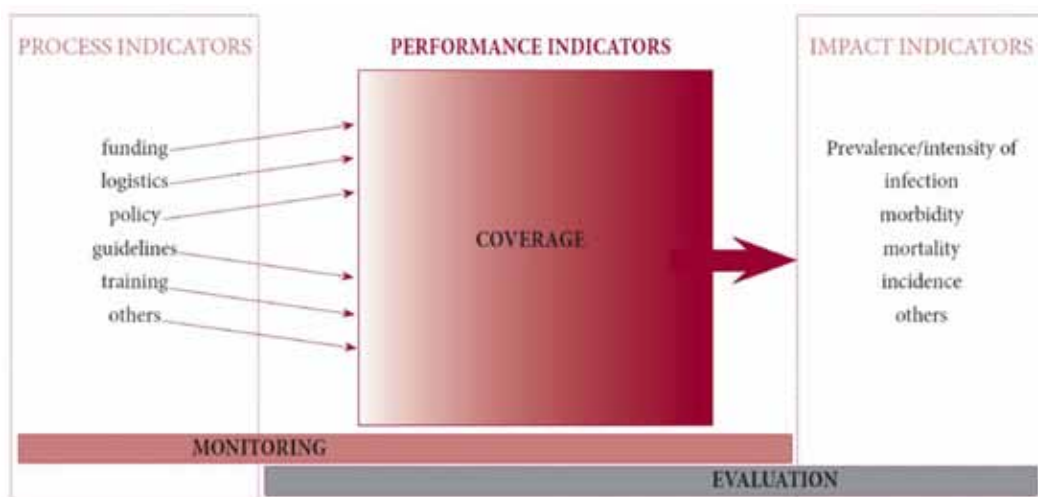 PROCESS INDICATORS
PERFORMANCE INDICATORS
IMPACT INDICATORS
funding
logistics
policy
guidelines
training
others
COVERAGE
Prevalence/intensity of
infection
morbidity
mortality
incidence
others
MONITORING
EVALUATION